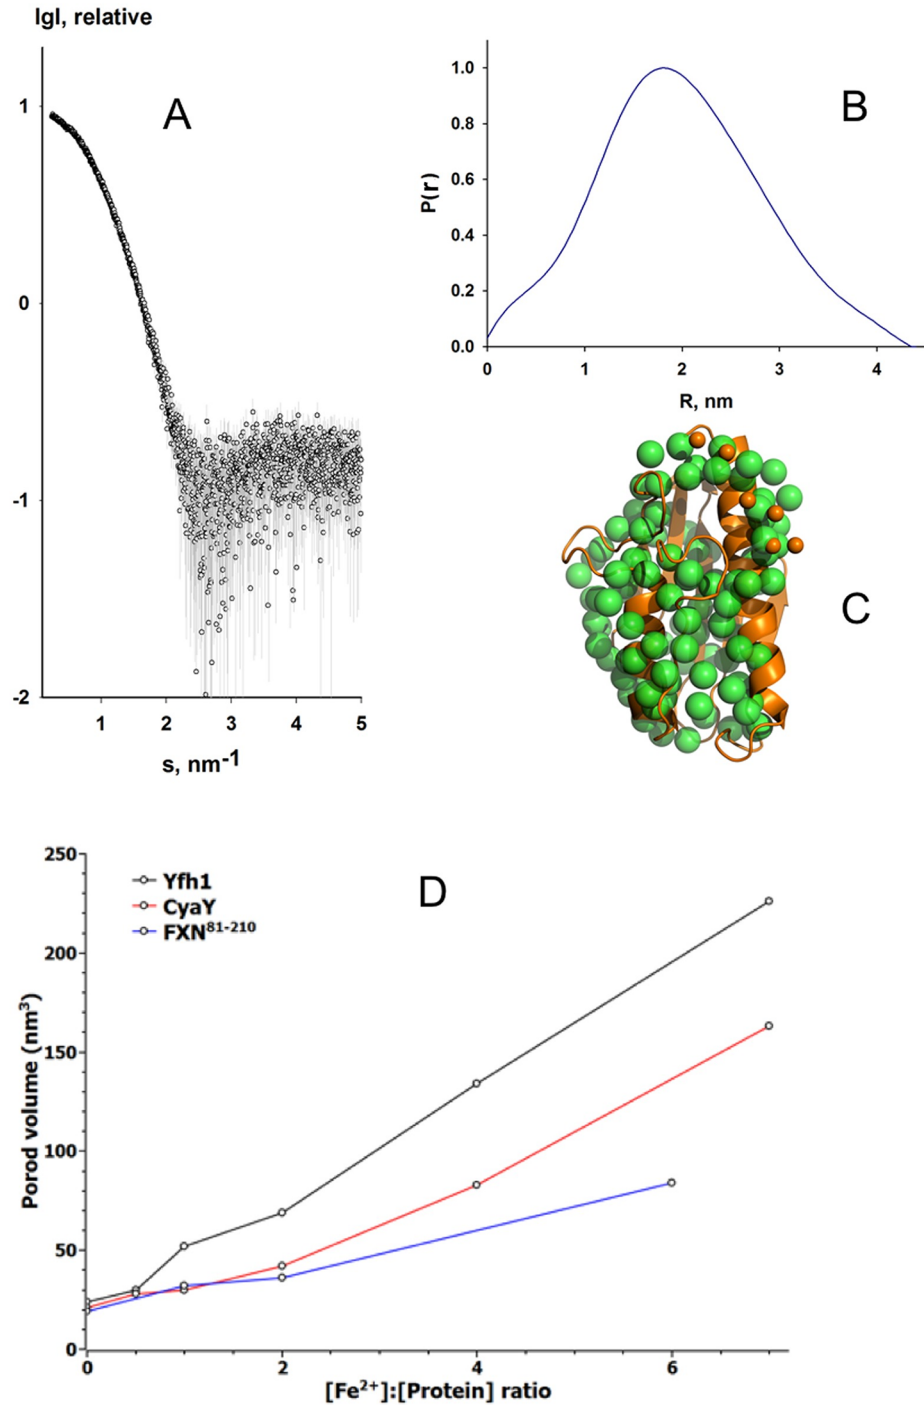 lgI, relative
A
1
0
-1
-2
1 2 3 4 5
s, nm-1
B
P(r)
1.0
0.8
0.6
0.4
0.2
0.0
0 1 2 3 4
R, nm
C
D
Yfh1
CyaY
FXN81-210
Porod volume (nm3)
250
200
150
100
50
0
0 2 4 6
[Fe2+]:[Protein] ratio